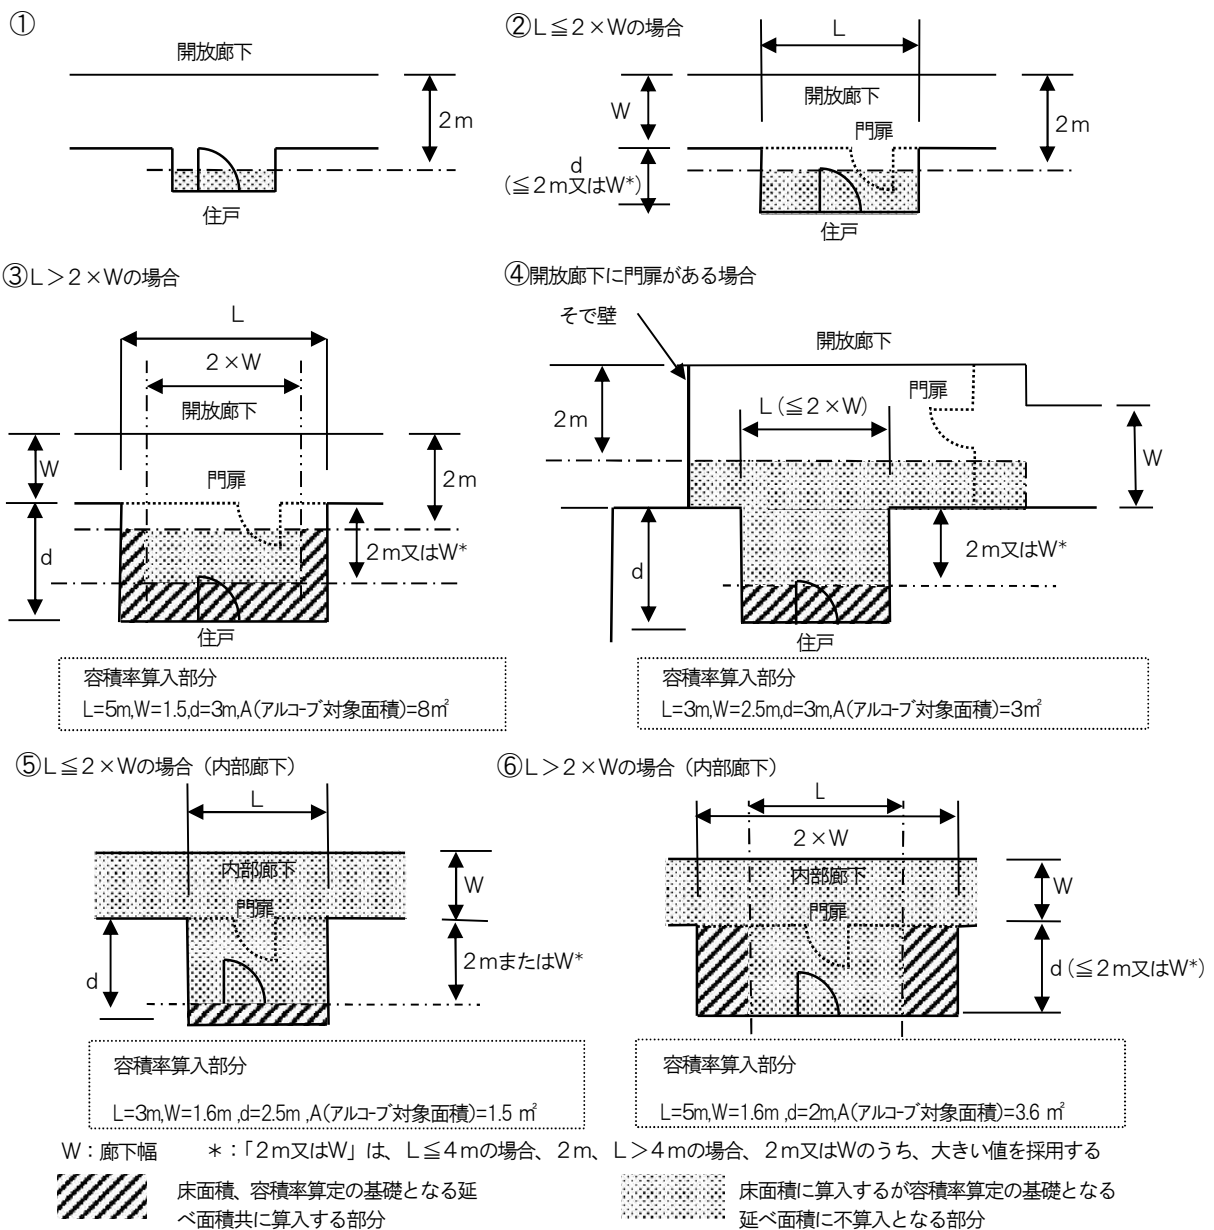 ①
開放廊下
2m
住戸
②L≦2×Wの場合
L
W
開放廊下
門扉
2m
d
(≦2m又はW*)
住戸
③L>2×Wの場合
L
2×W
開放廊下
W
門扉
2m
d
2m又はW*
住戸
容積率算入部分
L=5m,W=1.5,d=3m,A(アルコーブ対象面積)=8㎡
④開放廊下に門扉がある場合
そで壁
開放廊下
門扉
2m
L(≦2×W)
W
d
2m又はW*
住戸
容積率算入部分
L=3m,W=2.5m,d=3m,A(アルコーブ対象面積)=3㎡
⑤L≦2×Wの場合(内部廊下)
L
内部廊下
W
門扉
d
2mまたはW*
容積率算入部分
L=3m,W=1.6m ,d=2.5m ,A(アルコーブ対象面積)=1.5 ㎡
⑥L>2×Wの場合(内部廊下)
L
2×W
内部廊下
W
門扉
d(≦2m又はW*)
容積率算入部分
L=5m,W=1.6m ,d=2m,A(アルコーブ対象面積)=3.6 ㎡
W:廊下幅 *:「2m又はW」は、L≦4mの場合、2m、L>4mの場合、2m又はWのうち、大きい値を採用する
床面積、容積率算定の基礎となる延
べ面積共に算入する部分
床面積に算入するが容積率算定の基礎となる
延べ面積に不算入となる部分